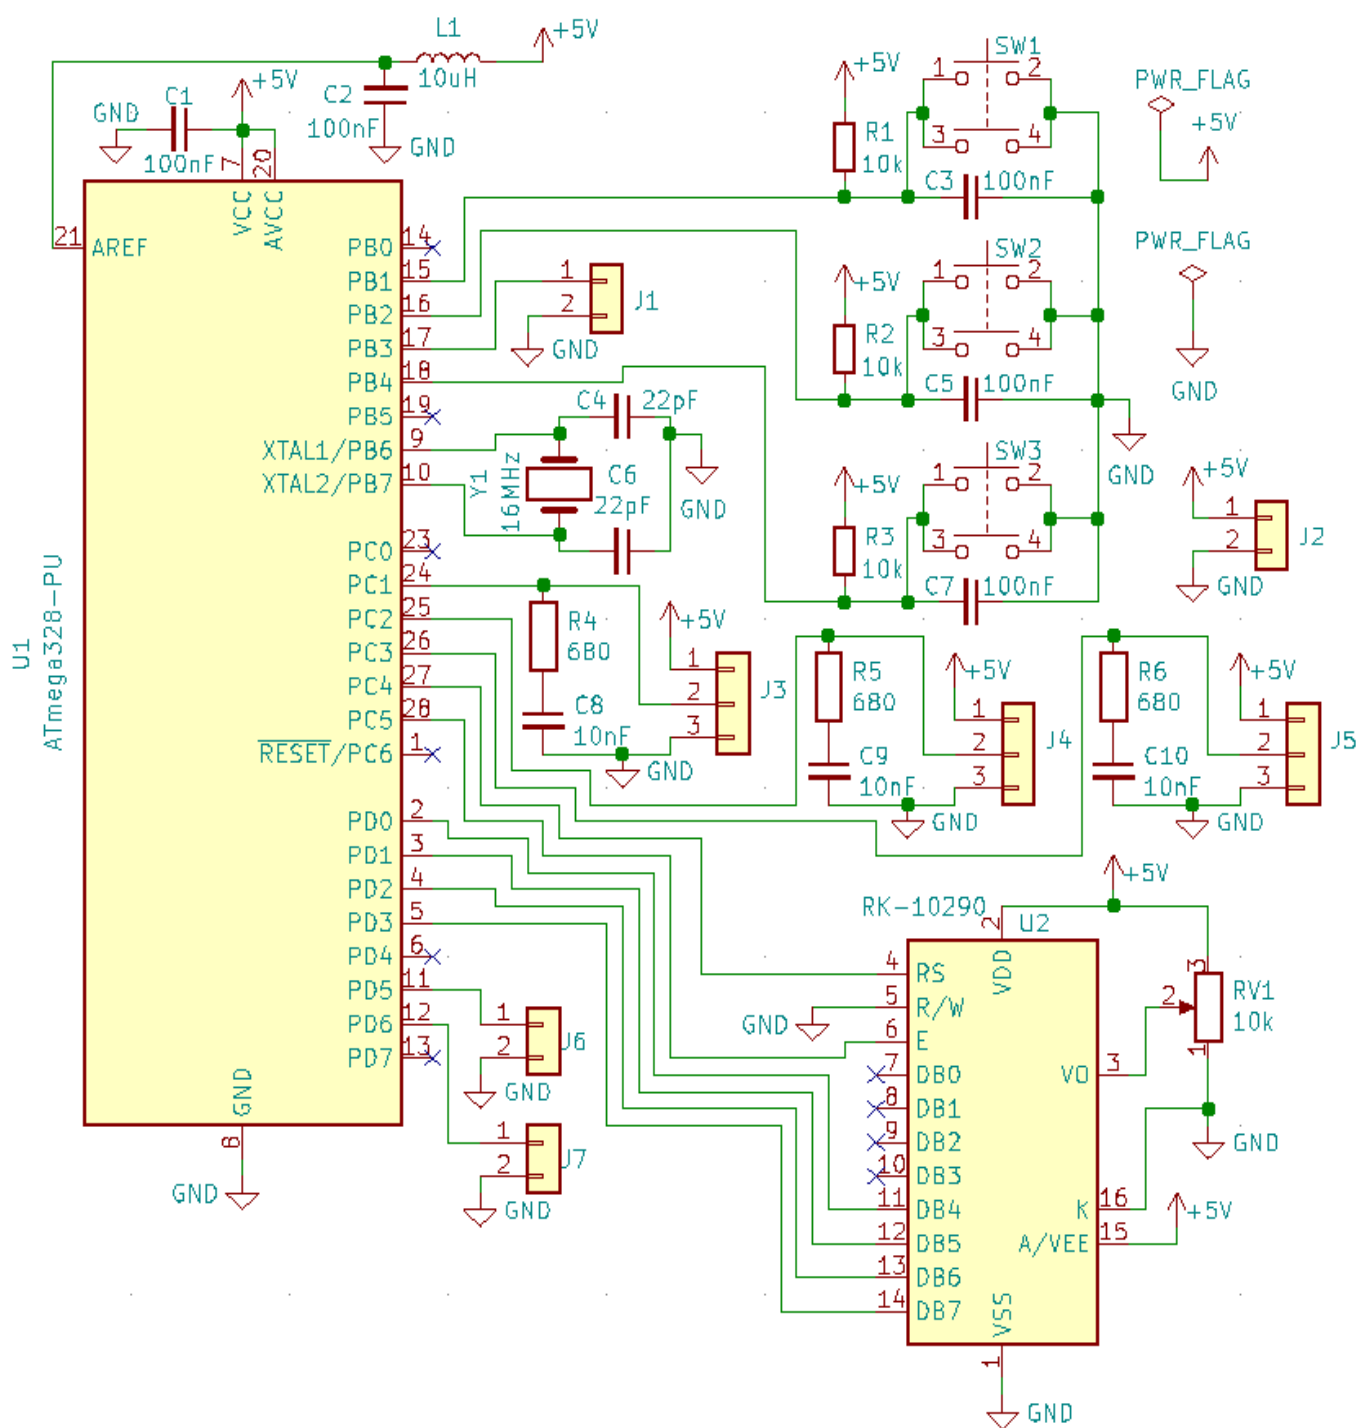 L1
+5V
10uH
+5V
C1
GND
100nF
C2
100nF
GND
7
20
VCC
AVCC
21
AREF
U1
ATmega328-PU
PB0
14
PB1
15
PB2
16
PB3
17
PB4
18
PB5
19
XTAL1/PB6
9
XTAL2/PB7
10
PC0
23
PC1
24
PC2
25
PC3
26
PC4
27
PC5
28
RESET/PC6
1
PD0
2
PD1
3
PD2
4
PD3
5
PD4
6
PD5
11
PD6
12
PD7
13
GND
8
GND
1
2
J1
GND
C4
22pF
Y1
16MHz
C6
22pF
GND
+5V
R1
10k
SW1
1
2
3
4
C3
100nF
+5V
R2
10k
SW2
1
2
3
4
C5
100nF
GND
+5V
R3
10k
SW3
1
2
3
4
C7
100nF
PWR_FLAG
+5V
PWR_FLAG
GND
+5V
1
2
J2
GND
R4
680
C8
10nF
+5V
1
2
3
J3
GND
R5
680
C9
10nF
+5V
1
2
3
J4
GND
R6
680
C10
10nF
+5V
1
2
3
J5
GND
1
2
J6
GND
1
2
J7
GND
+5V
RK-10290
U2
2
VDD
4
RS
5
R/W
GND
6
E
7
DB0
8
DB1
9
DB2
10
DB3
11
DB4
12
DB5
13
DB6
14
DB7
VO
3
K
16
A/VEE
15
+5V
VSS
1
GND
3
2
1
RV1
10k
GND